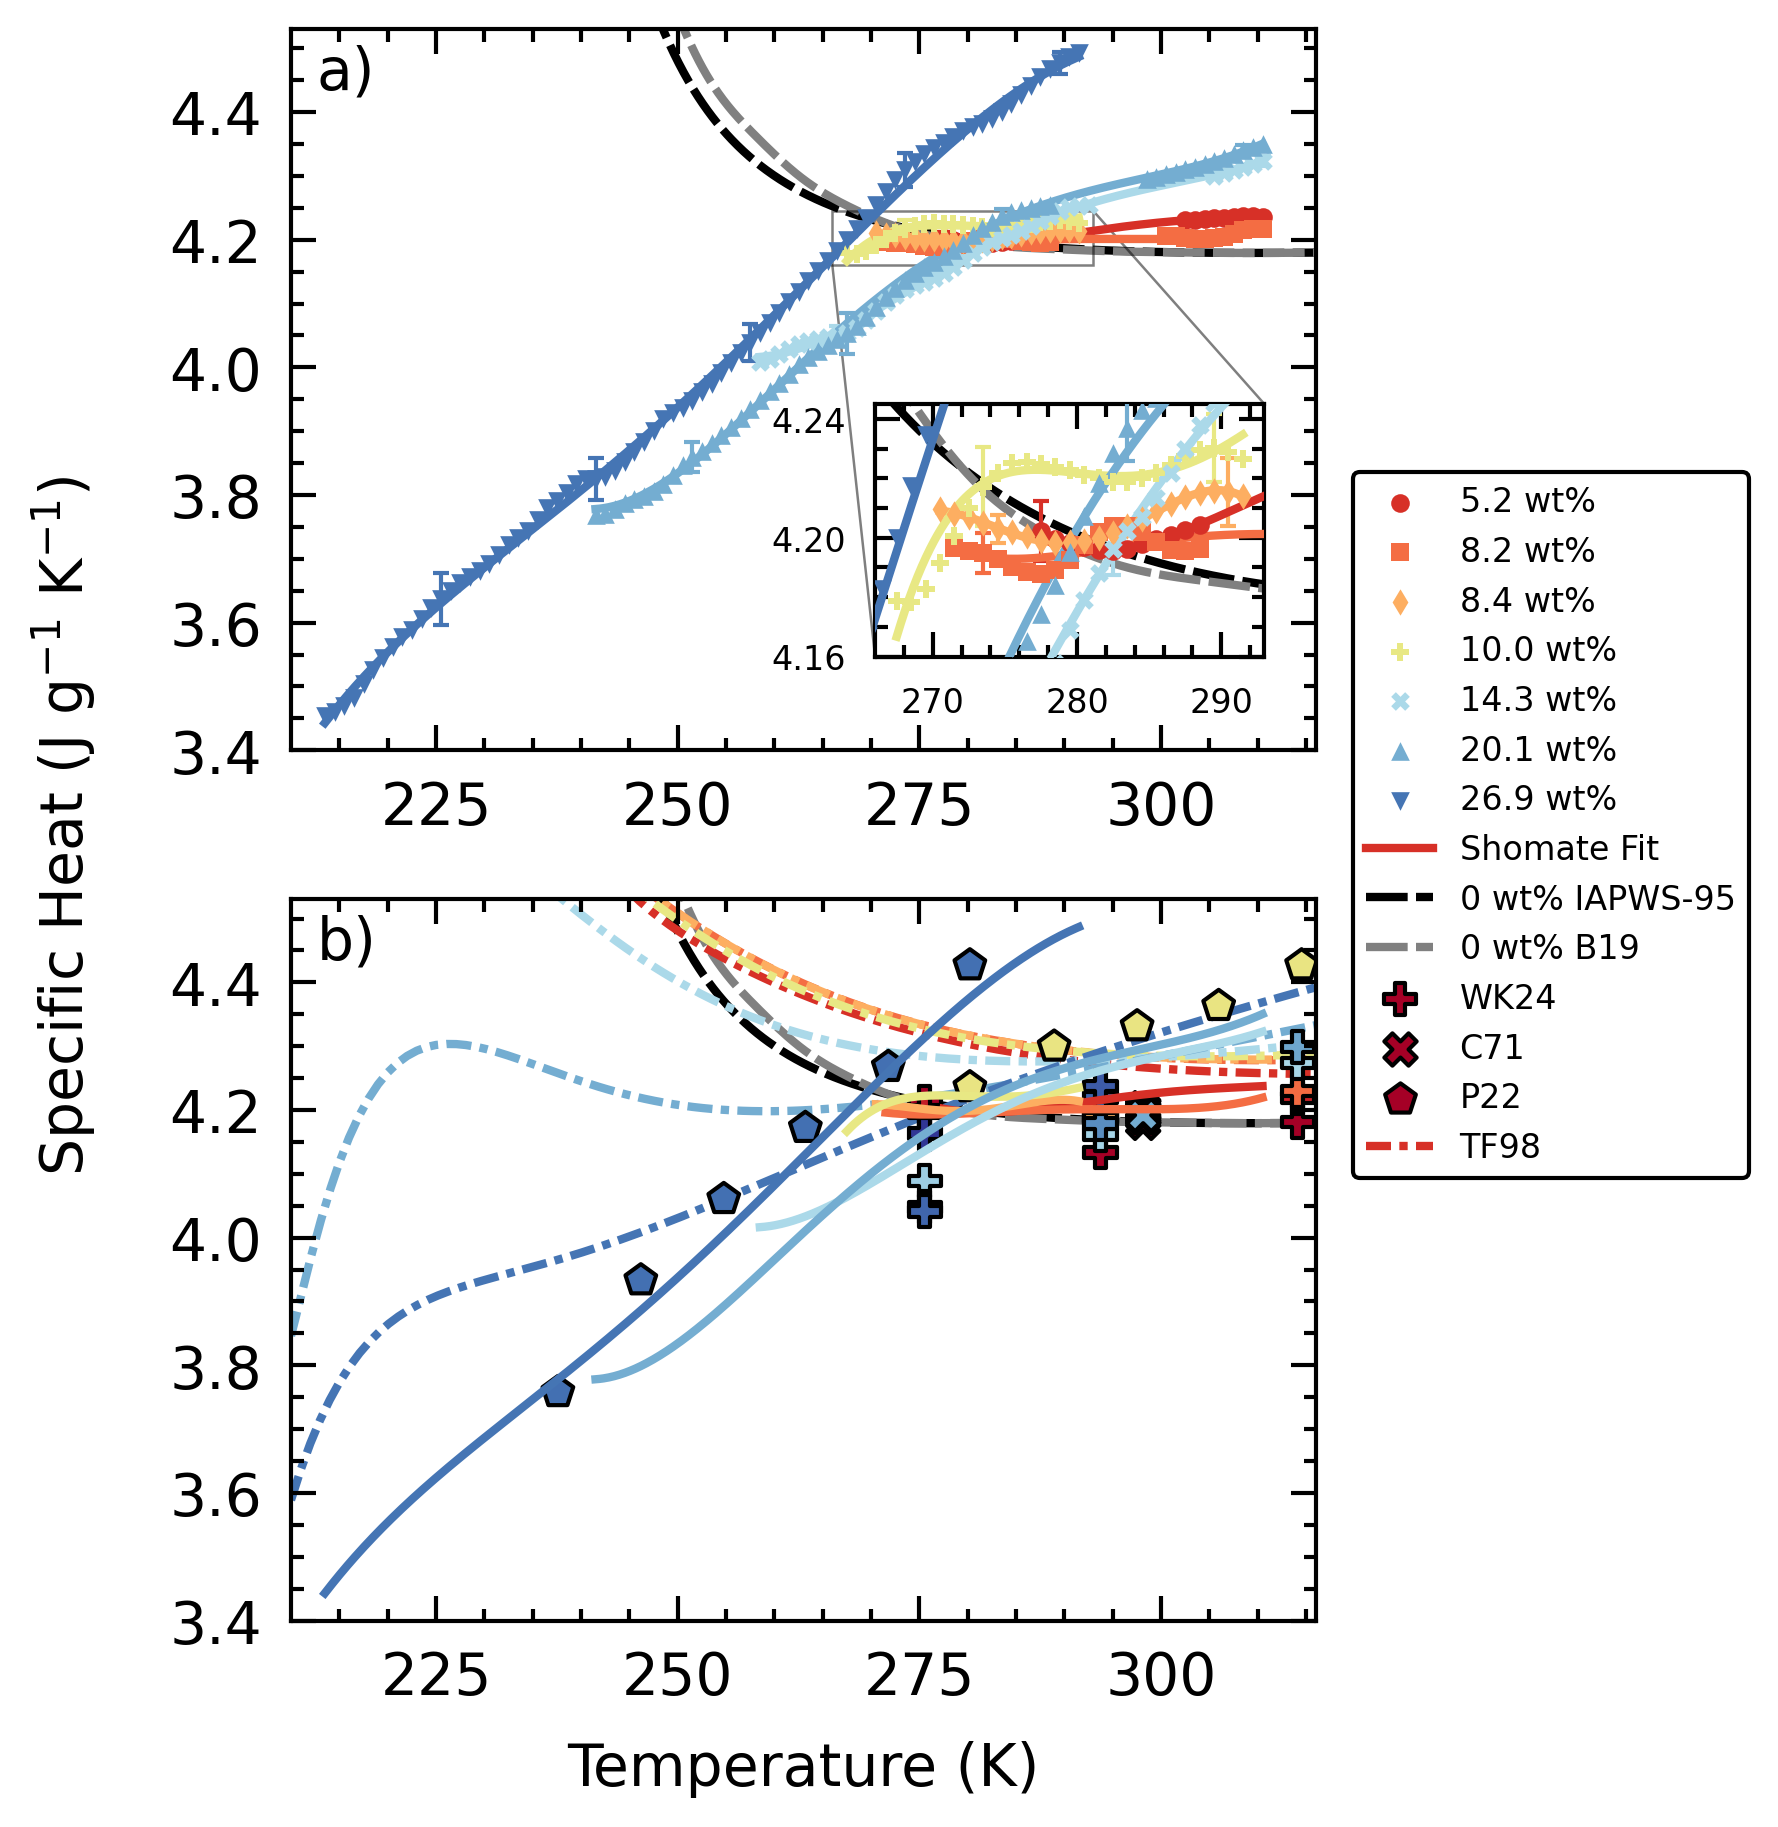 Specific Heat (J g⁻¹ K⁻¹)
a)
4.4
4.2
4.0
3.8
3.6
3.4
225
250
275
300
4.24
4.20
4.16
270
280
290
b)
4.4
4.2
4.0
3.8
3.6
3.4
225
250
275
300
Temperature (K)
5.2 wt%
8.2 wt%
8.4 wt%
10.0 wt%
14.3 wt%
20.1 wt%
26.9 wt%
Shomate Fit
0 wt% IAPWS-95
0 wt% B19
WK24
C71
P22
TF98